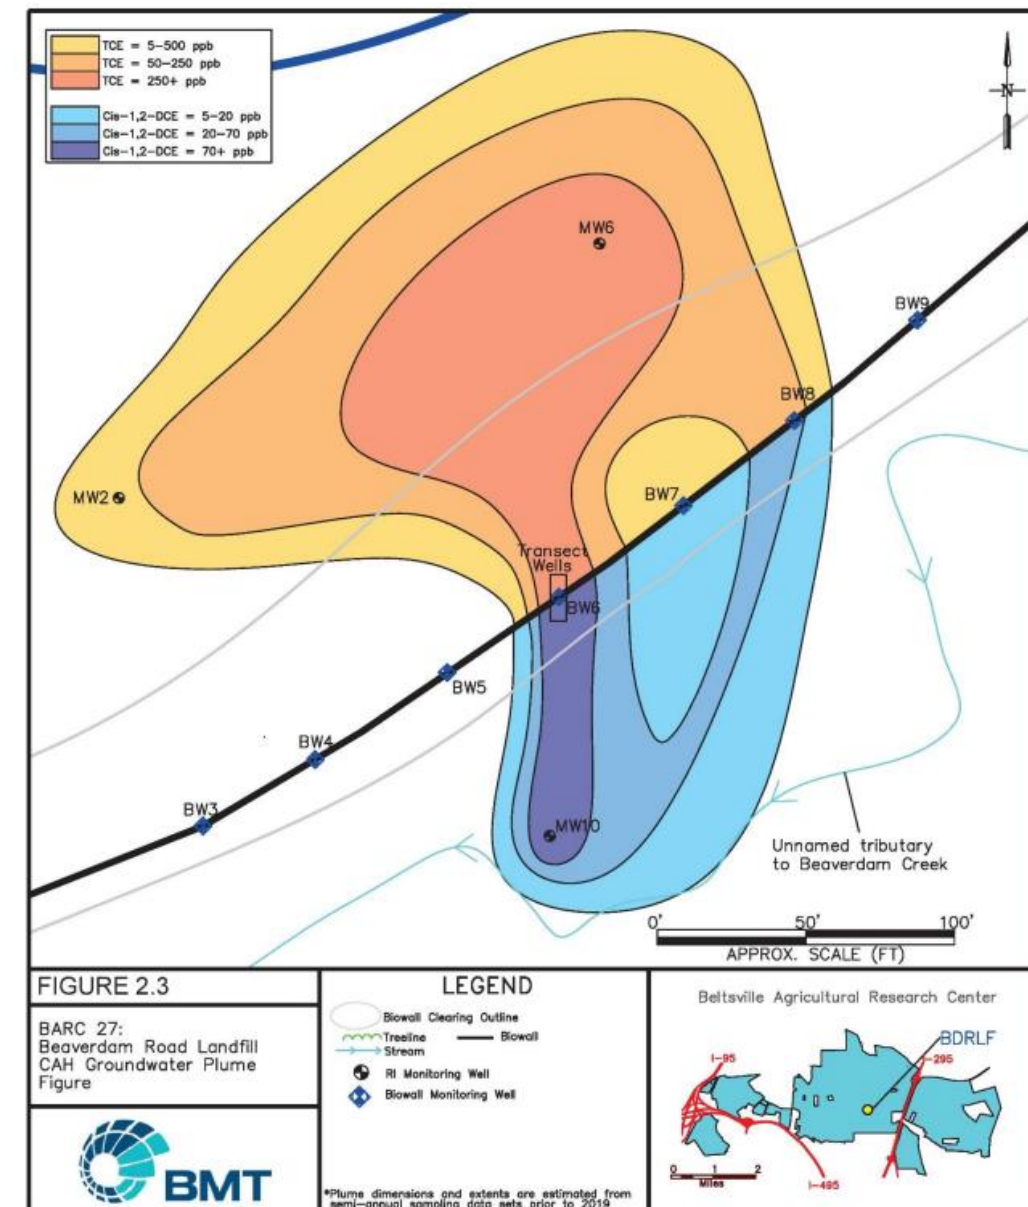 TCE = 5-500 ppb
TCE = 50-250 ppb
TCE = 250+ ppb
Cis-1,2-DCE = 5-20 ppb
Cis-1,2-DCE = 20-70 ppb
Cis-1,2-DCE = 70+ ppb
N
MW6
BW9
BW8
MW2
BW7
Transect
Wells
BW6
BW5
BW4
BW3
MW10
Unnamed tributary
to Beaverdam Creek
0' 50' 100'
APPROX. SCALE (FT)
FIGURE 2.3
BARC 27:
Beaverdam Road Landfill
CAH Groundwater Plume
Figure
BMT
LEGEND
Biowall Clearing Outline
Treeline Biowall
Stream
RI Monitoring Well
Biowall Monitoring Well
*Plume dimensions and extents are estimated from
semi-annual sampling data sets prior to 2019
Beltsville Agricultural Research Center
BDRLF
I-95
I-295
I-495
0 1 2
Miles